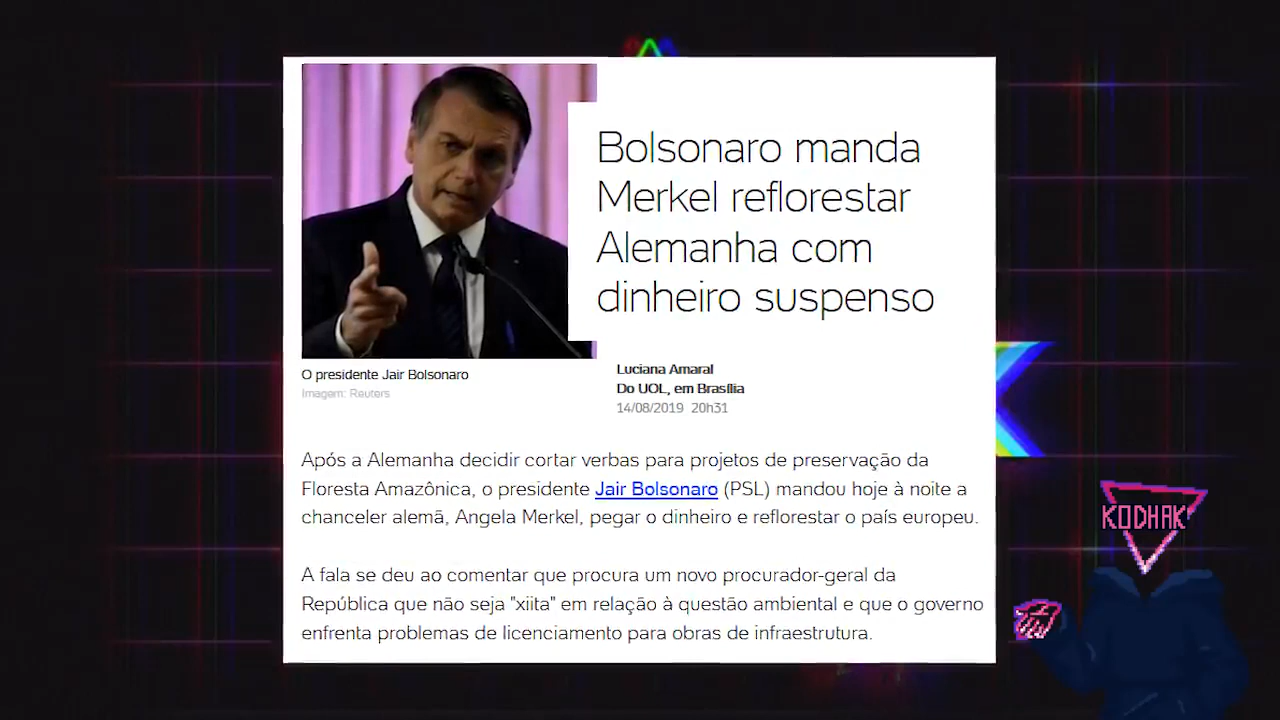 Bolsonaro manda
Merkel reflorestar
Alemanha com
dinheiro suspenso
O presidente Jair Bolsonaro
Imagem: Reuters
Luciana Amaral
Do UOL, em Brasília
14/08/2019 20h31
Após a Alemanha decidir cortar verbas para projetos de preservação da
Floresta Amazônica, o presidente Jair Bolsonaro (PSL) mandou hoje à noite a
chanceler alemã, Angela Merkel, pegar o dinheiro e reflorestar o país europeu.
A fala se deu ao comentar que procura um novo procurador-geral da
República que não seja "xiita" em relação à questão ambiental e que o governo
enfrenta problemas de licenciamento para obras de infraestrutura.
KODHAK